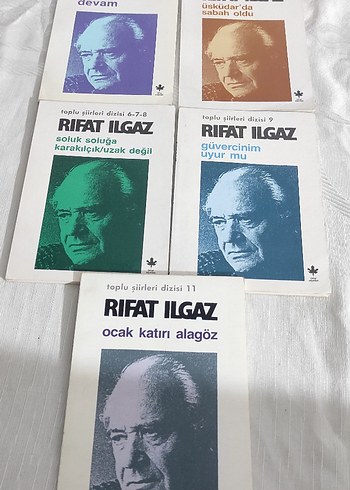 devam
üsküdar'da
sabah oldu
toplu şiirleri dizisi 6-7-8
RIFAT ILGAZ
soluk soluğa
karakılçık/uzak değil
toplu şiirleri dizisi 9
RIFAT ILGAZ
güvercinim
uyur mu
toplu şiirleri dizisi 11
RIFAT ILGAZ
ocak katırı alagöz